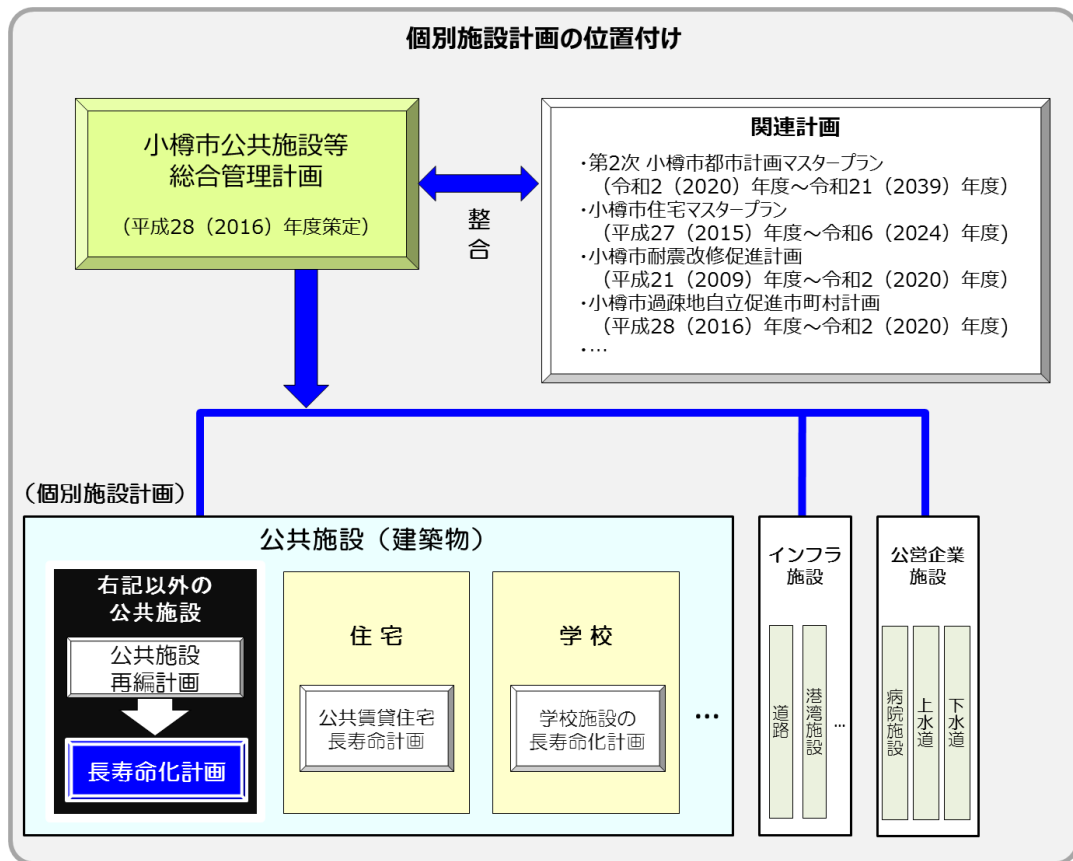 個別施設計画の位置付け
小樽市公共施設等
総合管理計画
（平成28（2016）年度策定）
整
合
関連計画
・第2次 小樽市都市計画マスタープラン
（令和2（2020）年度～令和21（2039）年度）
・小樽市住宅マスタープラン
（平成27（2015）年度～令和6（2024）年度)
・小樽市耐震改修促進計画
（平成21（2009）年度～令和2（2020）年度）
・小樽市過疎地自立促進市町村計画
（平成28（2016）年度～令和2（2020）年度)
・…
（個別施設計画）
公共施設（建築物）
右記以外の
公共施設
公共施設
再編計画
長寿命化計画
住 宅
公共賃貸住宅
長寿命計画
学 校
学校施設の
長寿命化計画
…
インフラ
施設
道路
港湾施設
…
公営企業
施設
病院施設
上水道
下水道